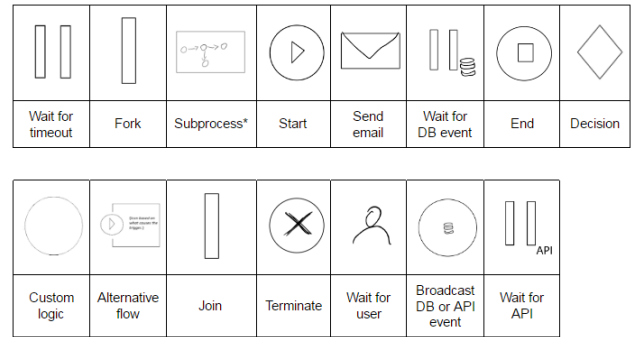 Wait for
timeout
Fork
Subprocess*
Start
Send
email
Wait for
DB event
End
Decision
API
Custom
logic
Alternative
flow
Join
Terminate
Wait for
user
Broadcast
DB or API
event
Wait for
API